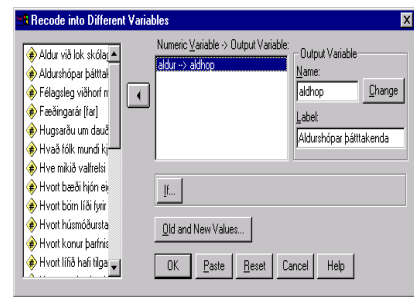 Recode into Different Variables
Aldur við lok skólag
Aldurshópar þátttak
Félagsleg viðhorf m
Fæðingarár [far]
Hugsarðu um dauð
Hvað fólk mundi kj
Hve mikið valfrelsi
Hvort bæði hjón eig
Hvort börn líði fyrir
Hvort húsmóðursta
Hvort konur þarfnis
Hvort lífið hafi tilga
Numeric Variable -> Output Variable:
aldur --> aldhop
Output Variable
Name:
aldhop
Change
Label:
Aldurshópar þátttakenda
If...
Old and New Values...
OK
Paste
Reset
Cancel
Help